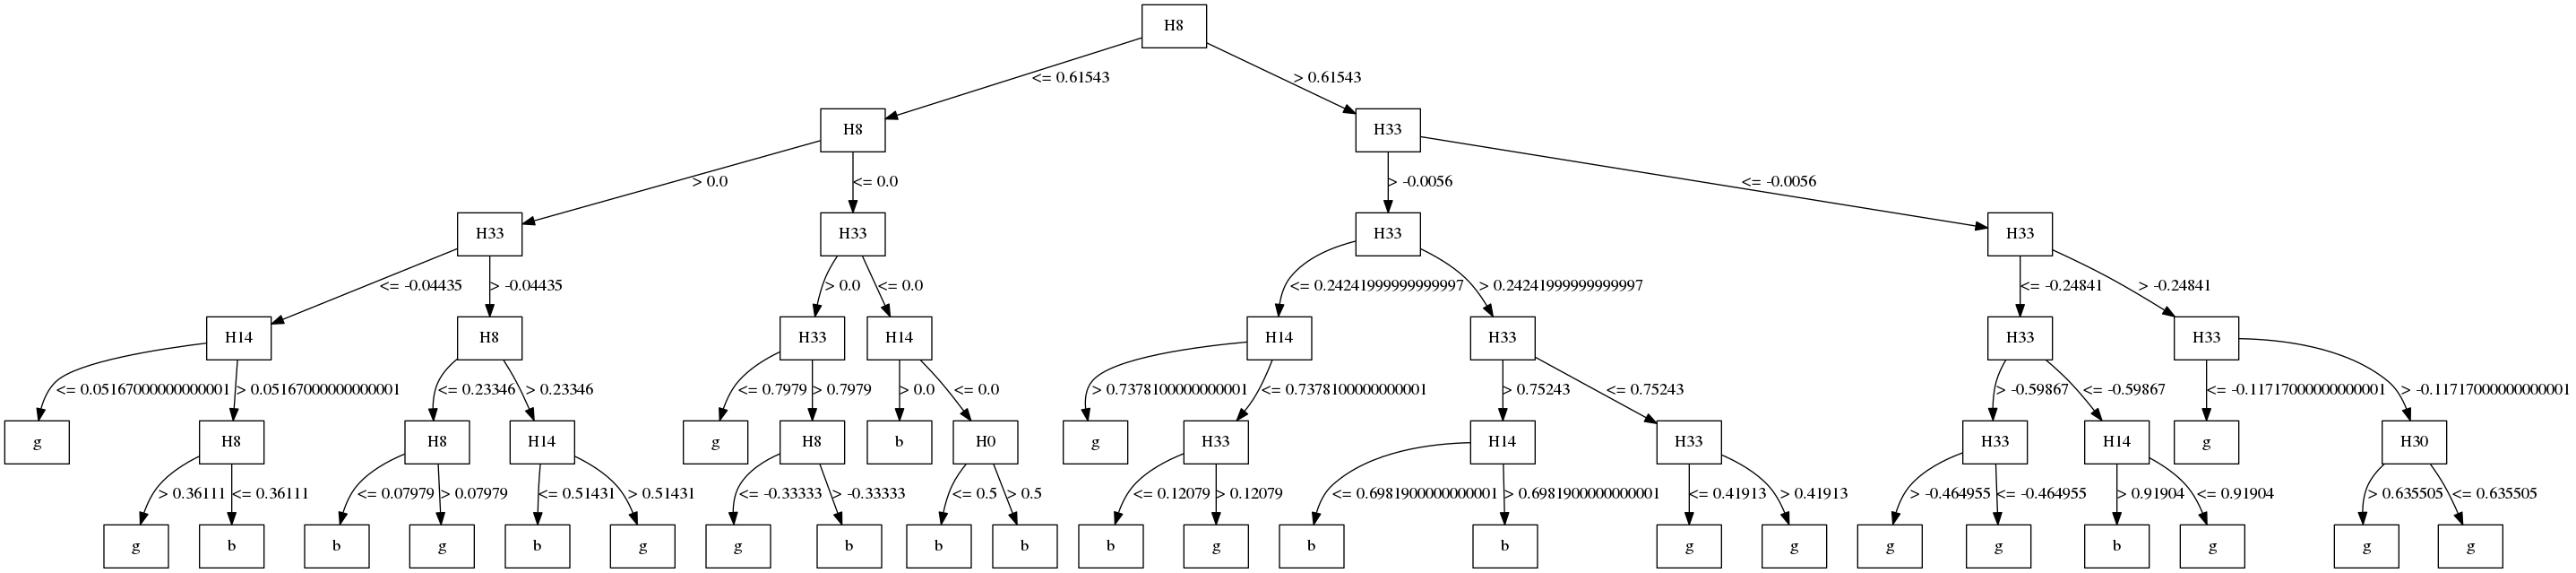 H8
<= 0.61543 > 0.61543
H8 H33
> 0.0 <= 0.0 > -0.0056 <= -0.0056
H33 H33 H33 H33
<= -0.04435 > -0.04435 > 0.0 <= 0.0 <= 0.24241999999999997 > 0.24241999999999997 <= -0.24841 > -0.24841
H14 H8 H33 H14 H14 H33 H33 H33
<= 0.051670000000000001 > 0.051670000000000001 <= 0.23346 > 0.23346 <= 0.7979 > 0.7979 > 0.0 <= 0.0 > 0.7378100000000001 <= 0.7378100000000001 > 0.75243 <= 0.75243 > -0.59867 <= -0.59867 <= -0.11717000000000001 > -0.11717000000000001
g H8 H8 H14 g H8 b H0 g H33 H14 H33 H33 H14 g H30
> 0.36111 <= 0.36111 <= 0.07979 > 0.07979 <= 0.51431 > 0.51431 <= -0.33333 > -0.33333 <= 0.5 > 0.5 <= 0.12079 > 0.12079 <= 0.6981900000000001 > 0.6981900000000001 <= 0.41913 > 0.41913 > -0.464955 <= -0.464955 > 0.91904 <= 0.91904 > 0.635505 <= 0.635505
g b b g b g g b b b b g b b g g g g b g g g